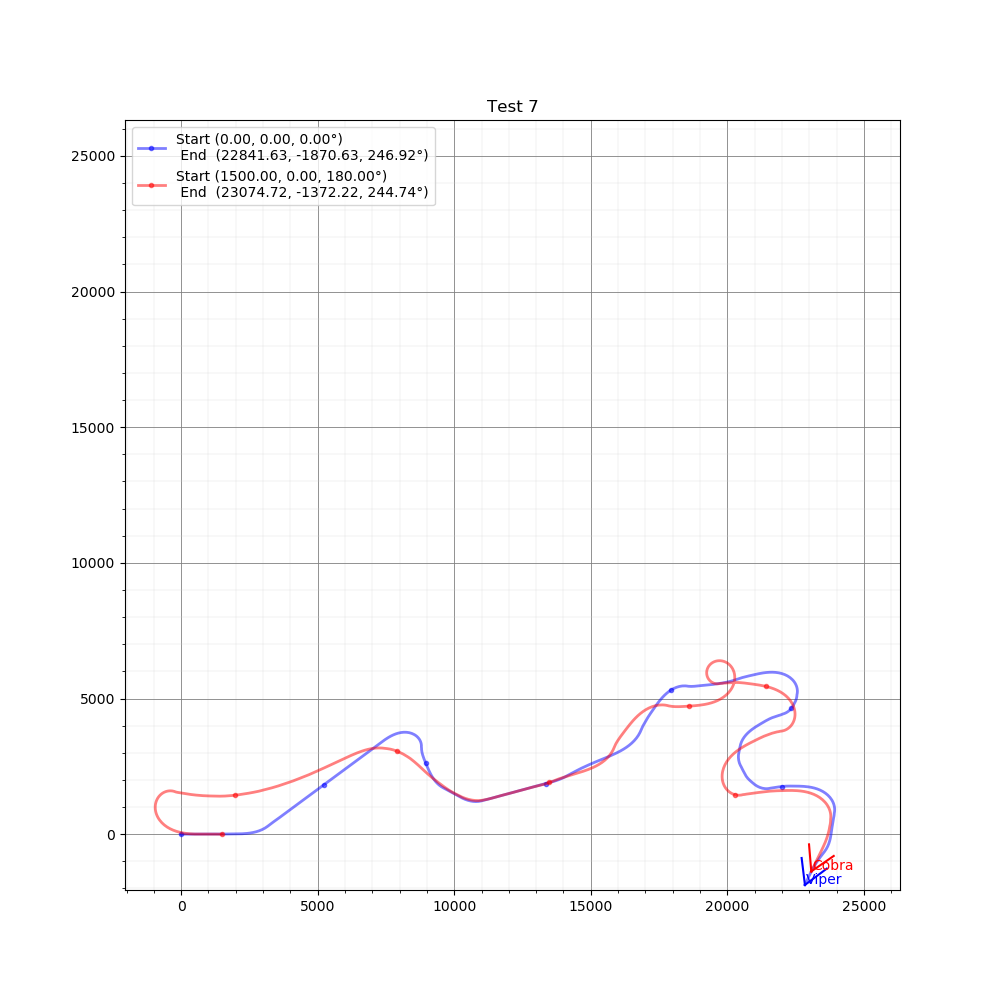 Test 7
Start (0.00, 0.00, 0.00°)
End (22841.63, -1870.63, 246.92°)
Start (1500.00, 0.00, 180.00°)
End (23074.72, -1372.22, 244.74°)
25000
20000
15000
10000
5000
0
Cobra
Viper
0 5000 10000 15000 20000 25000